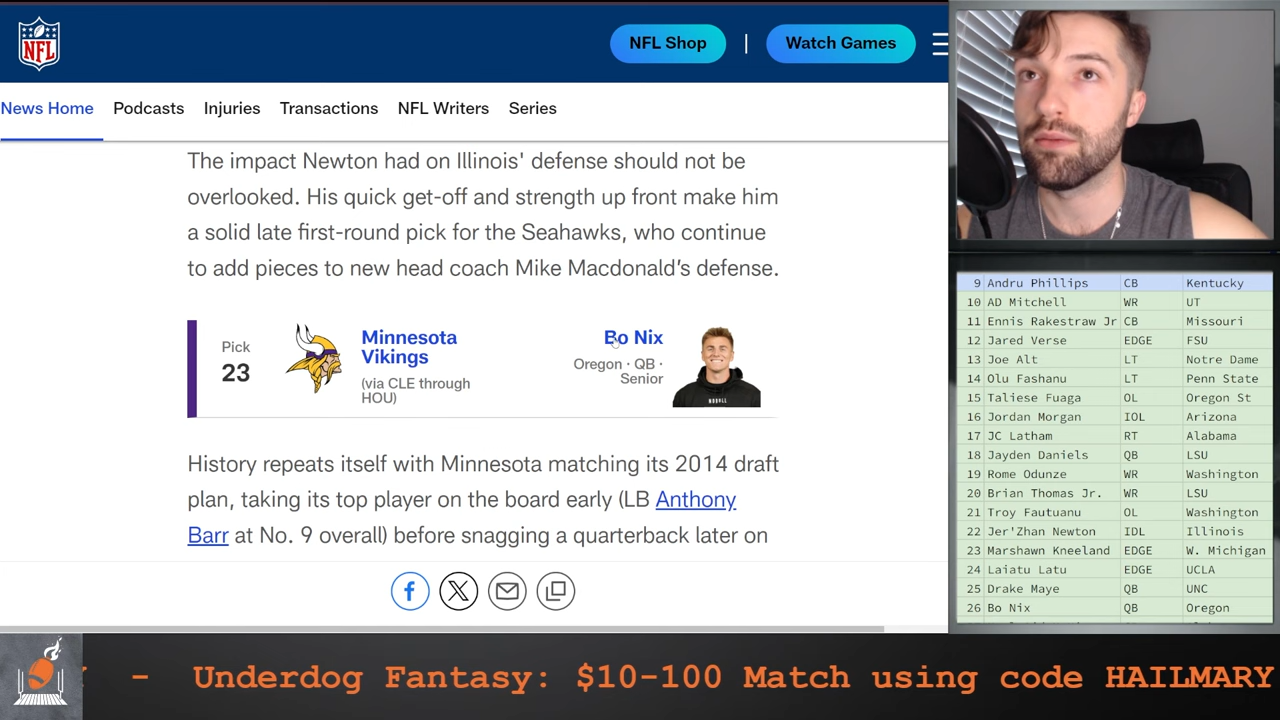 NFL
NFL Shop
|
Watch Games
News Home
Podcasts
Injuries
Transactions
NFL Writers
Series
The impact Newton had on Illinois' defense should not be
overlooked. His quick get-off and strength up front make him
a solid late first-round pick for the Seahawks, who continue
to add pieces to new head coach Mike Macdonald’s defense.
Pick
23
Minnesota
Vikings
(via CLE through
HOU)
Bo Nix
Oregon · QB ·
Senior
History repeats itself with Minnesota matching its 2014 draft
plan, taking its top player on the board early (LB Anthony
Barr at No. 9 overall) before snagging a quarterback later on
9 Andru Phillips CB Kentucky
10 AD Mitchell WR UT
11 Ennis Rakestraw Jr CB Missouri
12 Jared Verse EDGE FSU
13 Joe Alt LT Notre Dame
14 Olu Fashanu LT Penn State
15 Taliese Fuaga OL Oregon St
16 Jordan Morgan IOL Arizona
17 JC Latham RT Alabama
18 Jayden Daniels QB LSU
19 Rome Odunze WR Washington
20 Brian Thomas Jr. WR LSU
21 Troy Fautuanu OL Washington
22 Jer'Zhan Newton IDL Illinois
23 Marshawn Kneeland EDGE W. Michigan
24 Laiatu Latu EDGE UCLA
25 Drake Maye QB UNC
26 Bo Nix QB Oregon
- Underdog Fantasy: $10-100 Match using code HAILMARY